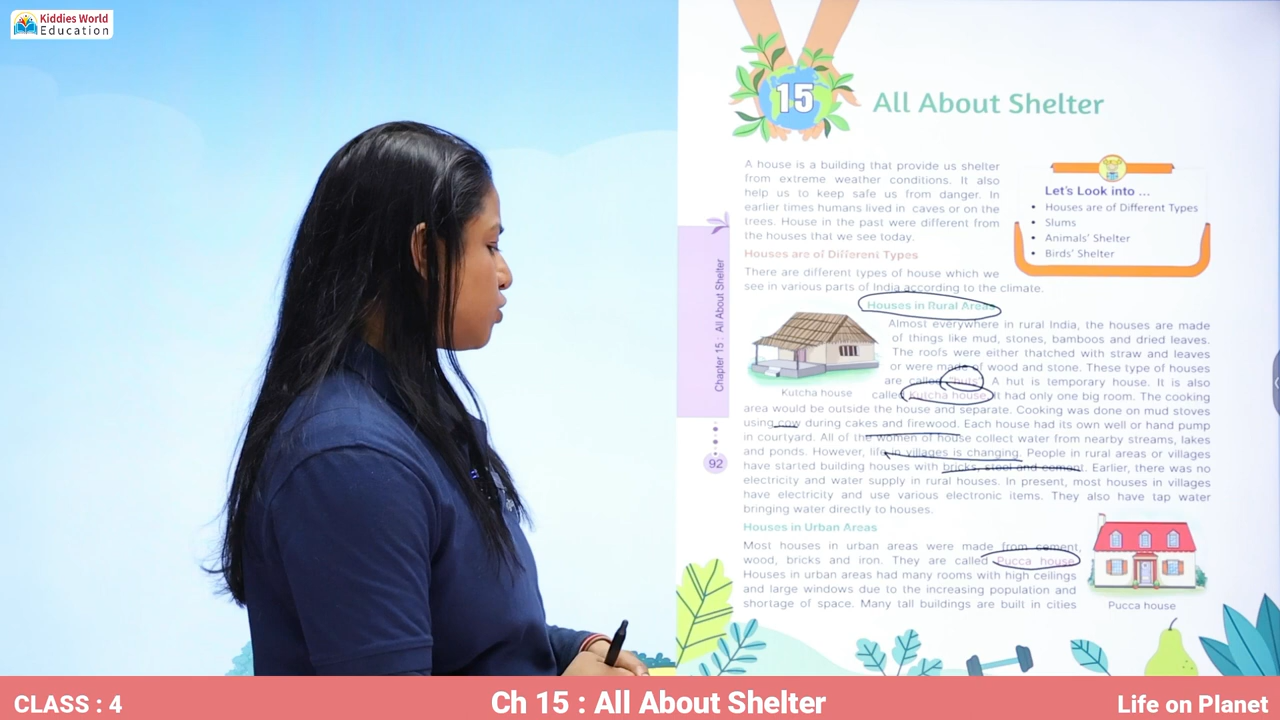 Kiddies World
Education
15
All About Shelter
A house is a building that provide us shelter
from extreme weather conditions. It also
help us to keep safe us from danger. In
earlier times humans lived in caves or on the
trees. House in the past were different from
the houses that we see today.
Let's Look into ...
• Houses are of Different Types
• Slums
• Animals' Shelter
• Birds' Shelter
Houses are of Different Types
There are different types of house which we
see in various parts of India according to the climate.
Houses in Rural Areas
Almost everywhere in rural India, the houses are made
of things like mud, stones, bamboos and dried leaves.
The roofs were either thatched with straw and leaves
or were made of wood and stone. These type of houses
are called 'huts'. A hut is temporary house. It is also
called Kutcha house. It had only one big room. The cooking
area would be outside the house and separate. Cooking was done on mud stoves
using cow during cakes and firewood. Each house had its own well or hand pump
in courtyard. All of the women of house collect water from nearby streams, lakes
and ponds. However, life in villages is changing. People in rural areas or villages
have started building houses with bricks, steel and cement. Earlier, there was no
electricity and water supply in rural houses. In present, most houses in villages
have electricity and use various electronic items. They also have tap water
bringing water directly to houses.
Kutcha house
Houses in Urban Areas
Most houses in urban areas were made from cement,
wood, bricks and iron. They are called Pucca house.
Houses in urban areas had many rooms with high ceilings
and large windows due to the increasing population and
shortage of space. Many tall buildings are built in cities
Pucca house
Chapter 15 : All About Shelter
92
CLASS : 4
Ch 15 : All About Shelter
Life on Planet